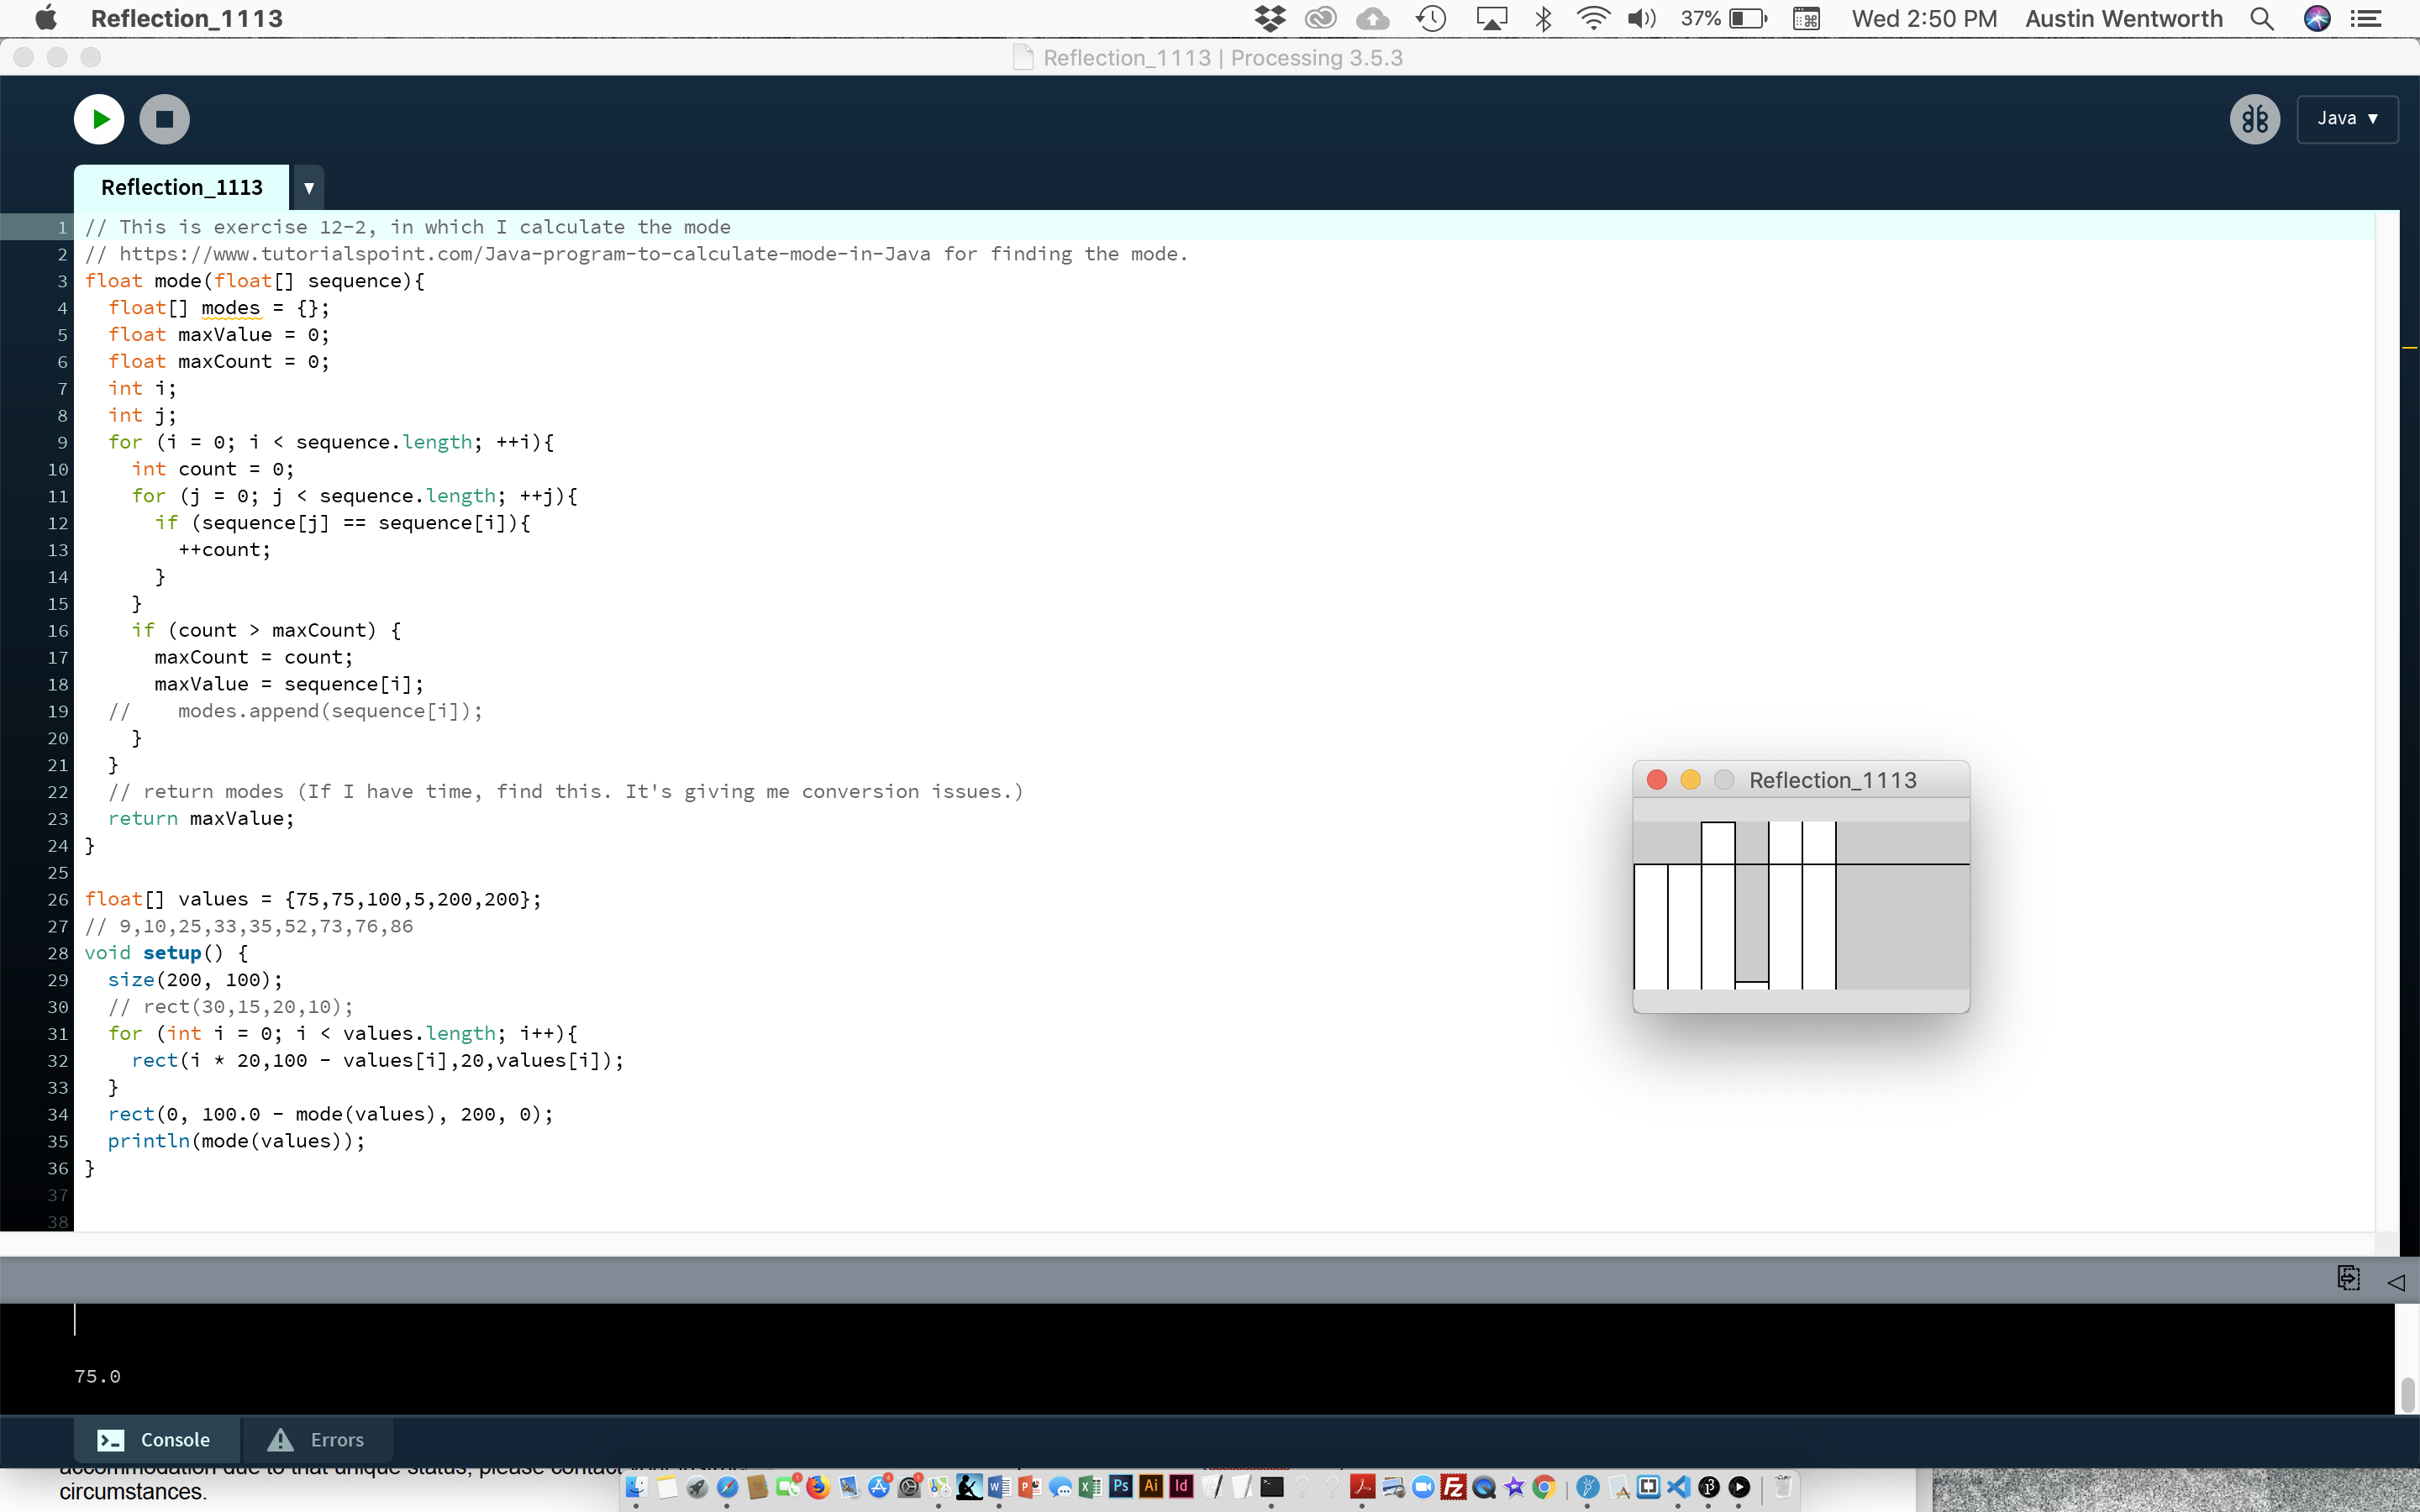 Reflection_1113
37%
Wed 2:50 PM
Austin Wentworth
Reflection_1113 | Processing 3.5.3
Java ▼
Reflection_1113 ▼
1 // This is exercise 12-2, in which I calculate the mode
2 // https://www.tutorialspoint.com/Java-program-to-calculate-mode-in-Java for finding the mode.
3 float mode(float[] sequence){
4 float[] modes = {};
5 float maxValue = 0;
6 float maxCount = 0;
7 int i;
8 int j;
9 for (i = 0; i < sequence.length; ++i){
10 int count = 0;
11 for (j = 0; j < sequence.length; ++j){
12 if (sequence[j] == sequence[i]){
13 ++count;
14 }
15 }
16 if (count > maxCount) {
17 maxCount = count;
18 maxValue = sequence[i];
19 // modes.append(sequence[i]);
20 }
21 }
22 // return modes (If I have time, find this. It's giving me conversion issues.)
23 return maxValue;
24 }
25
26 float[] values = {75,75,100,5,200,200};
27 // 9,10,25,33,35,52,73,76,86
28 void setup() {
29 size(200, 100);
30 // rect(30,15,20,10);
31 for (int i = 0; i < values.length; i++){
32 rect(i * 20,100 - values[i],20,values[i]);
33 }
34 rect(0, 100.0 - mode(values), 200, 0);
35 println(mode(values));
36 }
37
38
Reflection_1113
75.0
Console
Errors
accommodation due to that unique status, please contact
circumstances.
Ps
Ai
Id